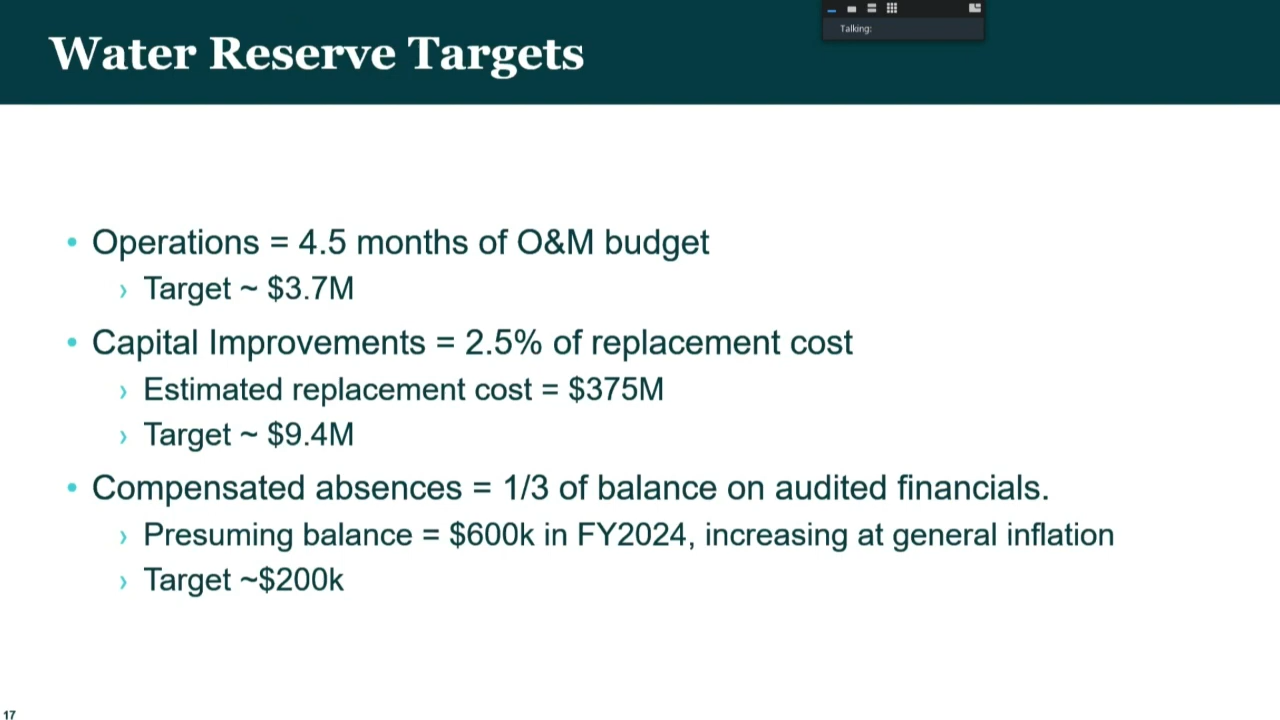 Water Reserve Targets
Talking:
• Operations = 4.5 months of O&M budget
› Target ~ $3.7M
• Capital Improvements = 2.5% of replacement cost
› Estimated replacement cost = $375M
› Target ~ $9.4M
• Compensated absences = 1/3 of balance on audited financials.
› Presuming balance = $600k in FY2024, increasing at general inflation
› Target ~$200k
17